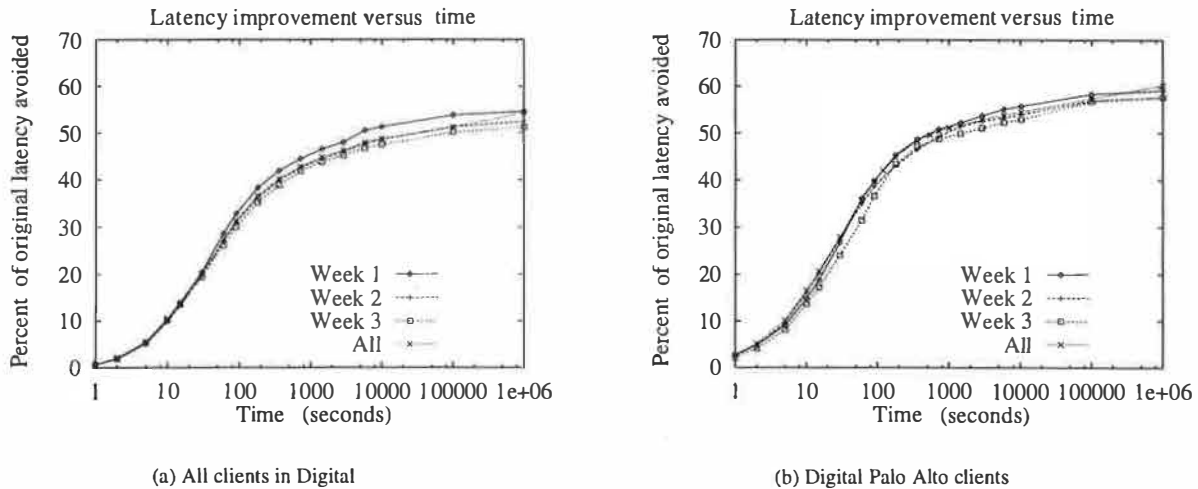 Latency improvement versus time
Percent of original latency avoided
70
60
50
40
30
20
10
0
Week 1
Week 2
Week 3
All
1 10 100 1000 10000 100000 1e+06
Time (seconds)
(a) All clients in Digital
Latency improvement versus time
Percent of original latency avoided
70
60
50
40
30
20
10
0
Week 1
Week 2
Week 3
All
1 10 100 1000 10000 100000 1e+06
Time (seconds)
(b) Digital Palo Alto clients